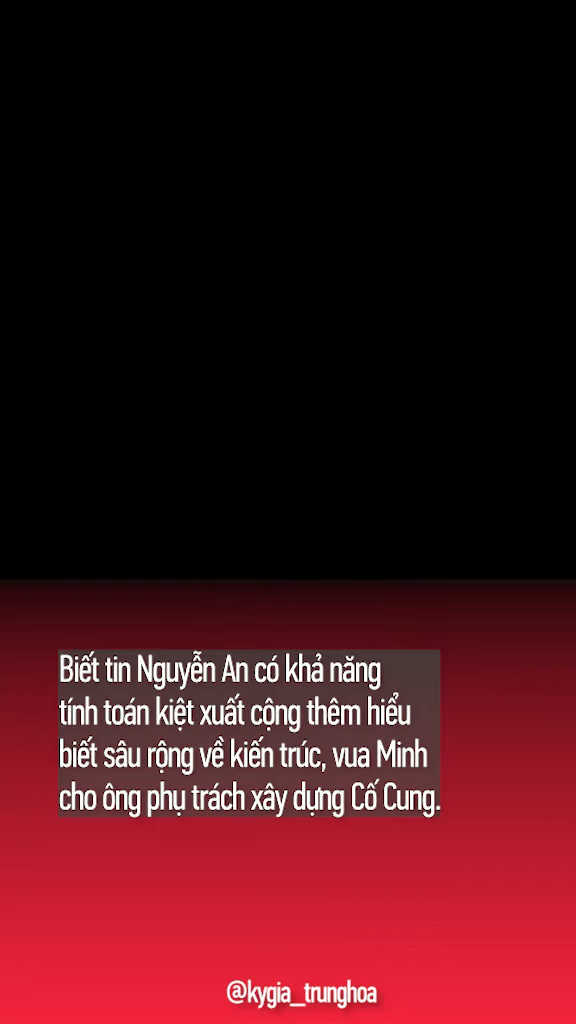 Biết tin Nguyễn An có khả năng
tính toán kiệt xuất cộng thêm hiểu
biết sâu rộng về kiến trúc, vua Minh
cho ông phụ trách xây dựng Cố Cung.
@kygia_trunghoa